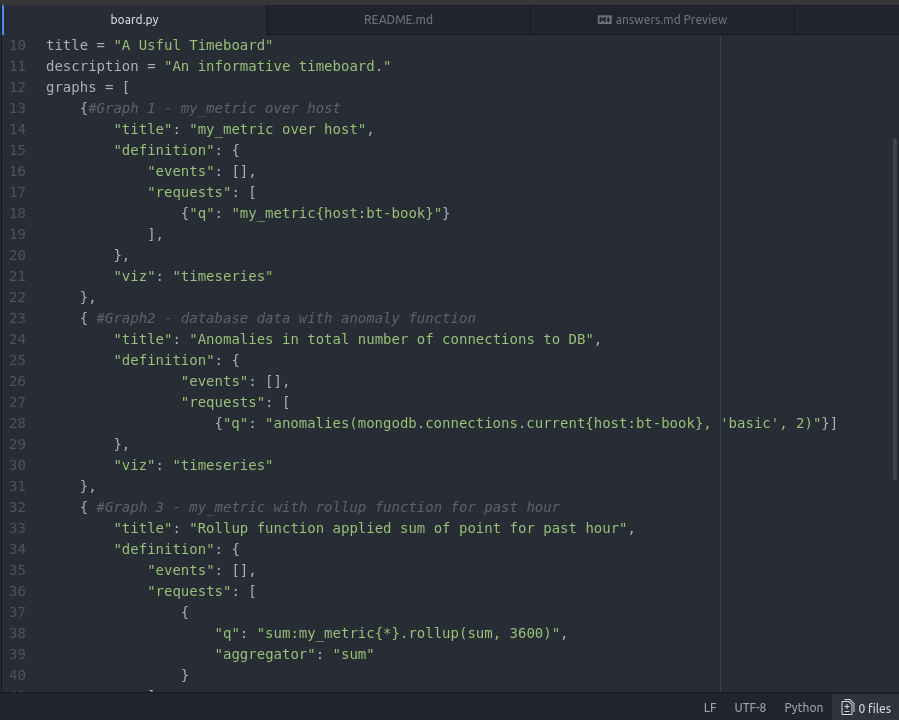 board.py
README.md
answers.md Preview
10 title = "A Usful Timeboard"
11 description = "An informative timeboard."
12 graphs = [
13     {#Graph 1 - my_metric over host
14         "title": "my_metric over host",
15         "definition": {
16             "events": [],
17             "requests": [
18                 {"q": "my_metric{host:bt-book}"}
19             ],
20         },
21         "viz": "timeseries"
22     },
23     { #Graph2 - database data with anomaly function
24         "title": "Anomalies in total number of connections to DB",
25         "definition": {
26                 "events": [],
27                 "requests": [
28                     {"q": "anomalies(mongodb.connections.current{host:bt-book}, 'basic', 2)"}]
29         },
30         "viz": "timeseries"
31     },
32     { #Graph 3 - my_metric with rollup function for past hour
33         "title": "Rollup function applied sum of point for past hour",
34         "definition": {
35             "events": [],
36             "requests": [
37                 {
38                     "q": "sum:my_metric{*}.rollup(sum, 3600)",
39                     "aggregator": "sum"
40                 }
LF UTF-8 Python 0 files